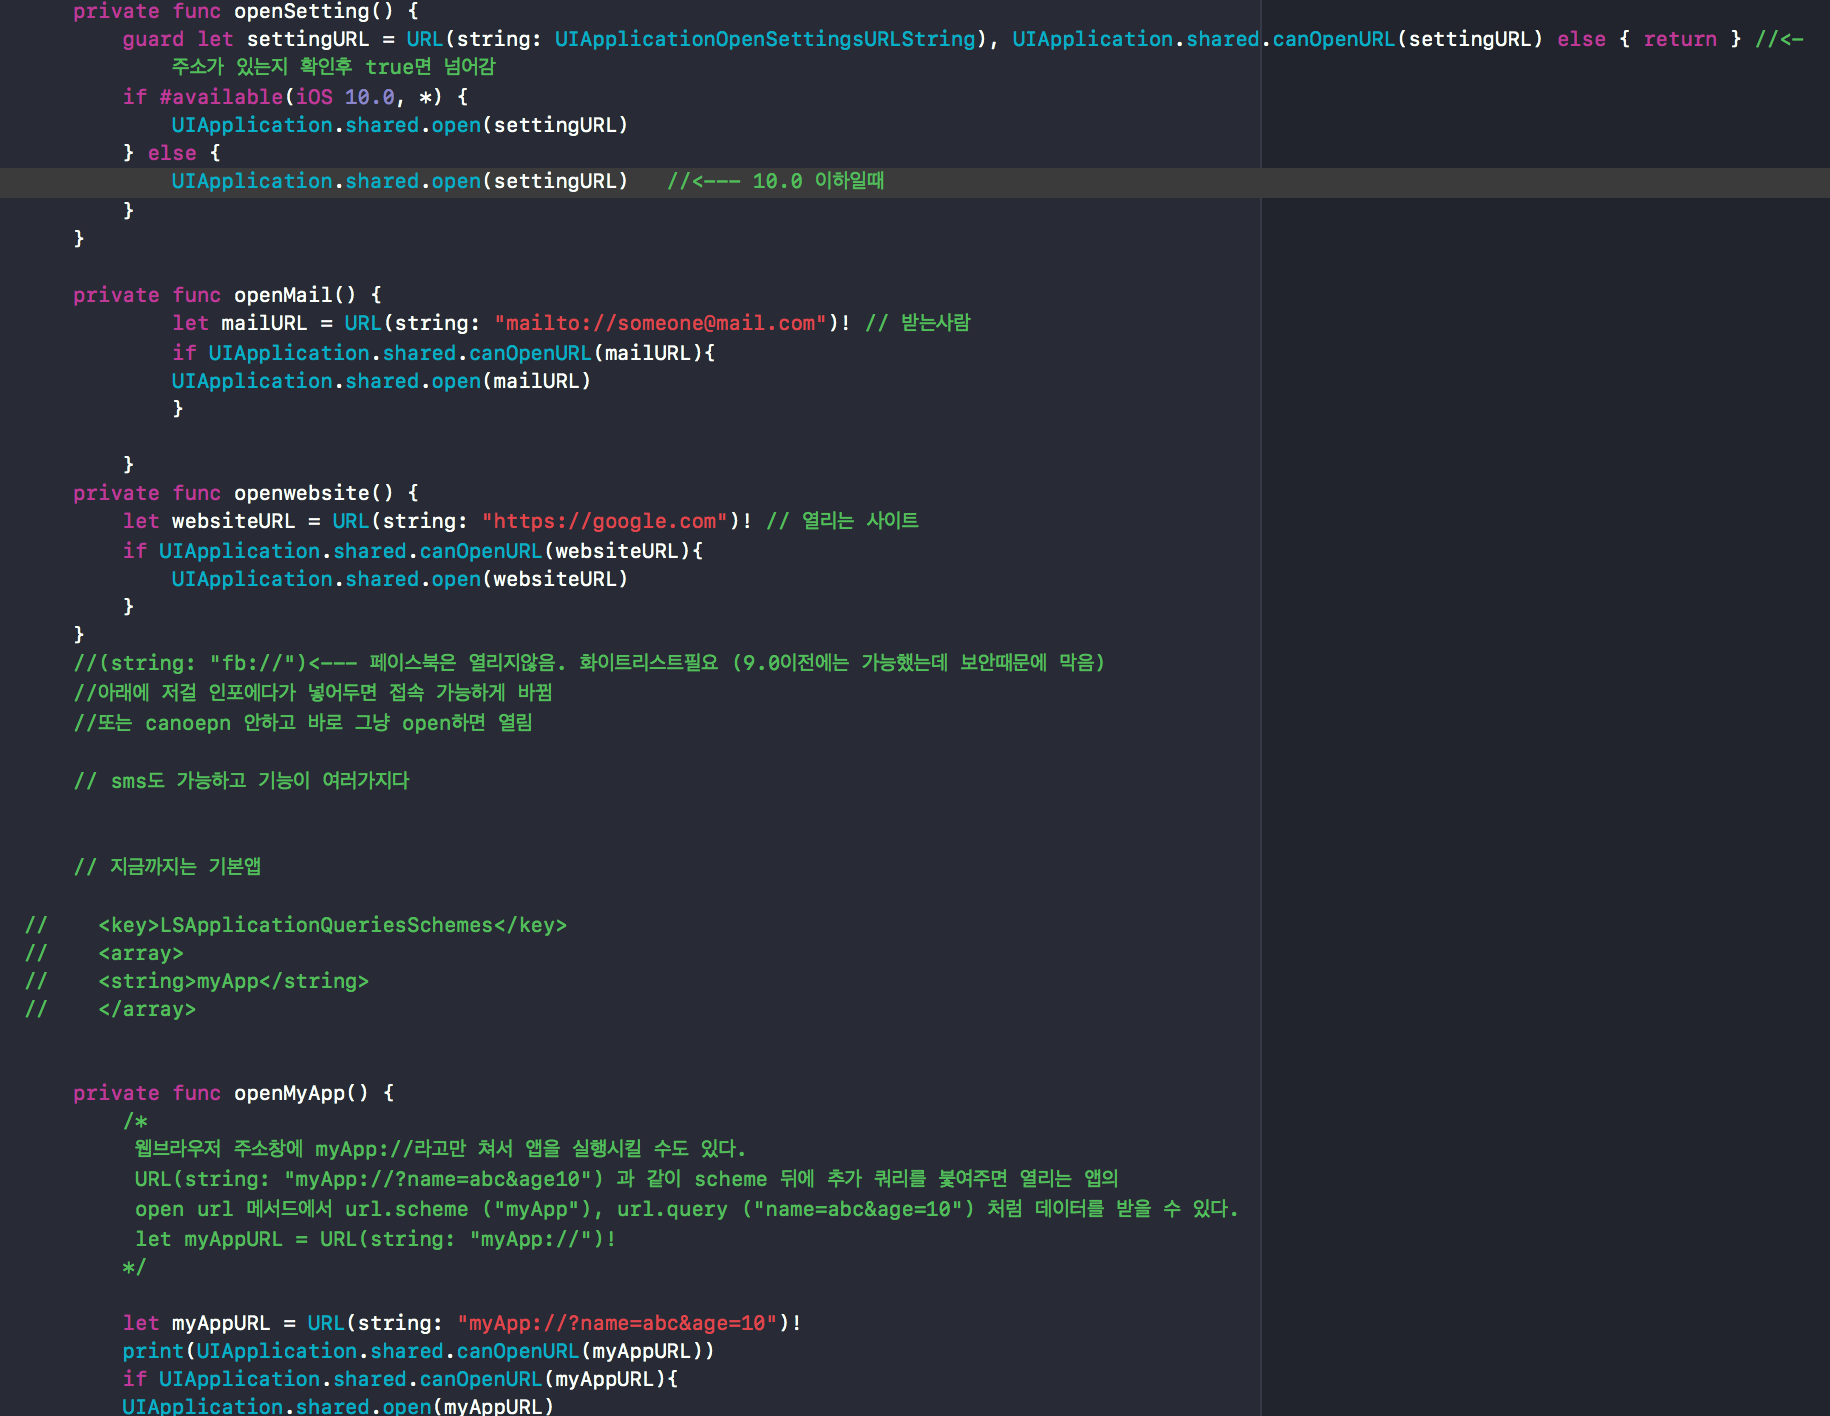 private func openSetting() {
guard let settingURL = URL(string: UIApplicationOpenSettingsURLString), UIApplication.shared.canOpenURL(settingURL) else { return } //<-
주소가 있는지 확인후 true면 넘어감
if #available(iOS 10.0, *) {
UIApplication.shared.open(settingURL)
} else {
UIApplication.shared.open(settingURL)   //<--- 10.0 이하일때
}
}
private func openMail() {
let mailURL = URL(string: "mailto://someone@mail.com")! // 받는사람
if UIApplication.shared.canOpenURL(mailURL){
UIApplication.shared.open(mailURL)
}
}
private func openwebsite() {
let websiteURL = URL(string: "https://google.com")! // 열리는 사이트
if UIApplication.shared.canOpenURL(websiteURL){
UIApplication.shared.open(websiteURL)
}
}
//(string: "fb://")<--- 페이스북은 열리지않음. 화이트리스트필요 (9.0이전에는 가능했는데 보안때문에 막음)
//아래에 저걸 인포에다가 넣어두면 접속 가능하게 바뀜
//또는 canoepn 안하고 바로 그냥 open하면 열림
// sms도 가능하고 기능이 여러가지다
// 지금까지는 기본앱
//    <key>LSApplicationQueriesSchemes</key>
//    <array>
//    <string>myApp</string>
//    </array>
private func openMyApp() {
/*
웹브라우저 주소창에 myApp://라고만 쳐서 앱을 실행시킬 수도 있다.
URL(string: "myApp://?name=abc&age10") 과 같이 scheme 뒤에 추가 쿼리를 붙여주면 열리는 앱의
open url 메서드에서 url.scheme ("myApp"), url.query ("name=abc&age=10") 처럼 데이터를 받을 수 있다.
let myAppURL = URL(string: "myApp://")!
*/
let myAppURL = URL(string: "myApp://?name=abc&age=10")!
print(UIApplication.shared.canOpenURL(myAppURL))
if UIApplication.shared.canOpenURL(myAppURL){
UIApplication.shared.open(myAppURL)